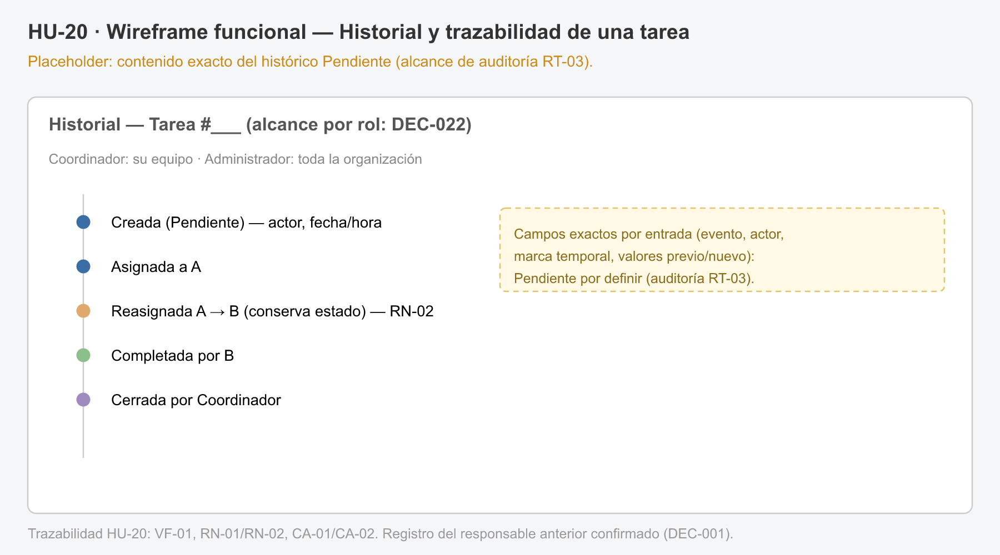 HU-20 · Wireframe funcional — Historial y trazabilidad de una tarea
Placeholder: contenido exacto del histórico Pendiente (alcance de auditoría RT-03).
Historial — Tarea #___ (alcance por rol: DEC-022)
Coordinador: su equipo · Administrador: toda la organización
Creada (Pendiente) — actor, fecha/hora
Asignada a A
Reasignada A → B (conserva estado) — RN-02
Completada por B
Cerrada por Coordinador
Campos exactos por entrada (evento, actor,
marca temporal, valores previo/nuevo):
Pendiente por definir (auditoría RT-03).
Trazabilidad HU-20: VF-01, RN-01/RN-02, CA-01/CA-02. Registro del responsable anterior confirmado (DEC-001).